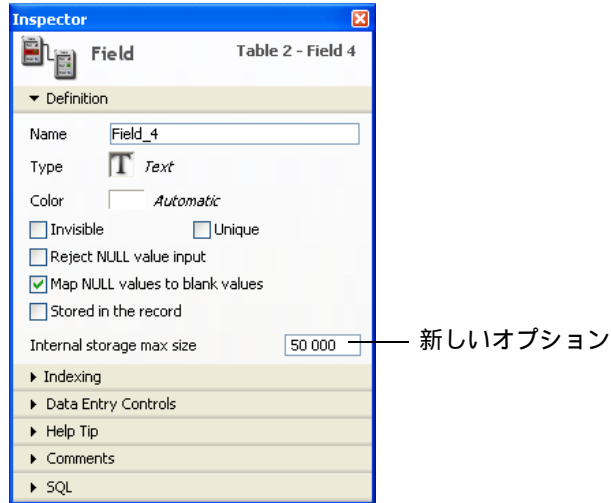 Inspector
Field
Table 2 - Field 4
Definition
Name Field_4
Type T Text
Color Automatic
Invisible Unique
Reject NULL value input
Map NULL values to blank values
Stored in the record
Internal storage max size 50 000 新しいオプション
Indexing
Data Entry Controls
Help Tip
Comments
SQL